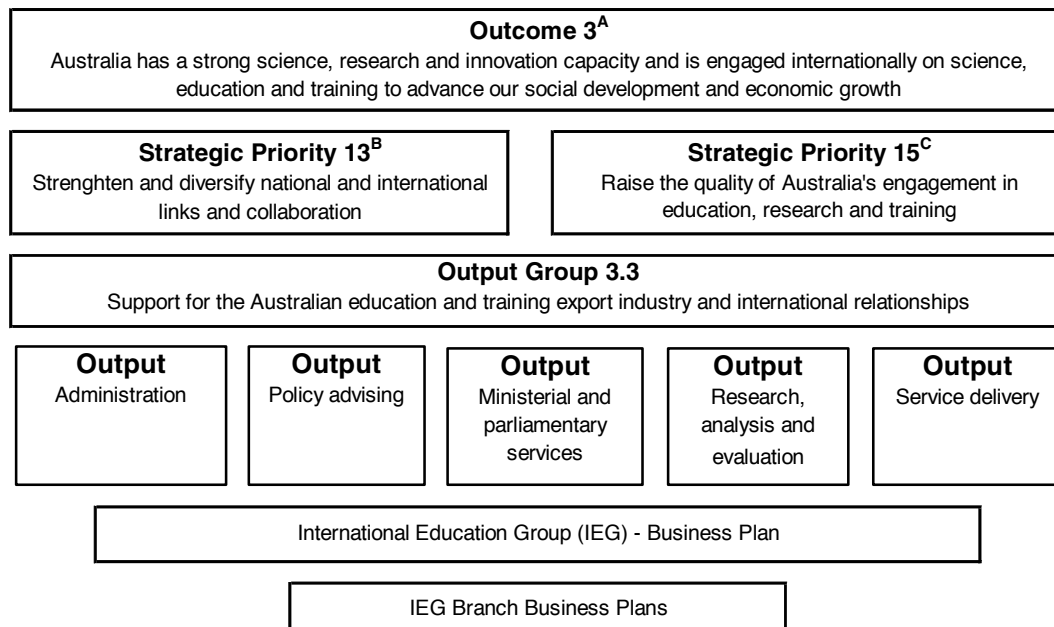 Outcome 3A
Australia has a strong science, research and innovation capacity and is engaged internationally on science,
education and training to advance our social development and economic growth
Strategic Priority 13B
Strenghten and diversify national and international
links and collaboration
Strategic Priority 15C
Raise the quality of Australia's engagement in
education, research and training
Output Group 3.3
Support for the Australian education and training export industry and international relationships
Output
Administration
Output
Policy advising
Output
Ministerial and
parliamentary
services
Output
Research,
analysis and
evaluation
Output
Service delivery
International Education Group (IEG) - Business Plan
IEG Branch Business Plans